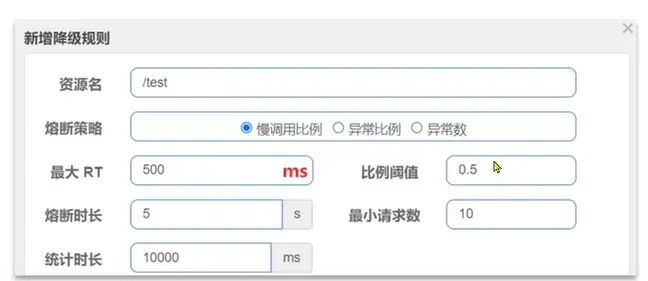 新增降级规则
资源名 /test
熔断策略 慢调用比例 异常比例 异常数
最大 RT 500 ms 比例阈值 0.5
熔断时长 5 s 最小请求数 10
统计时长 10000 ms